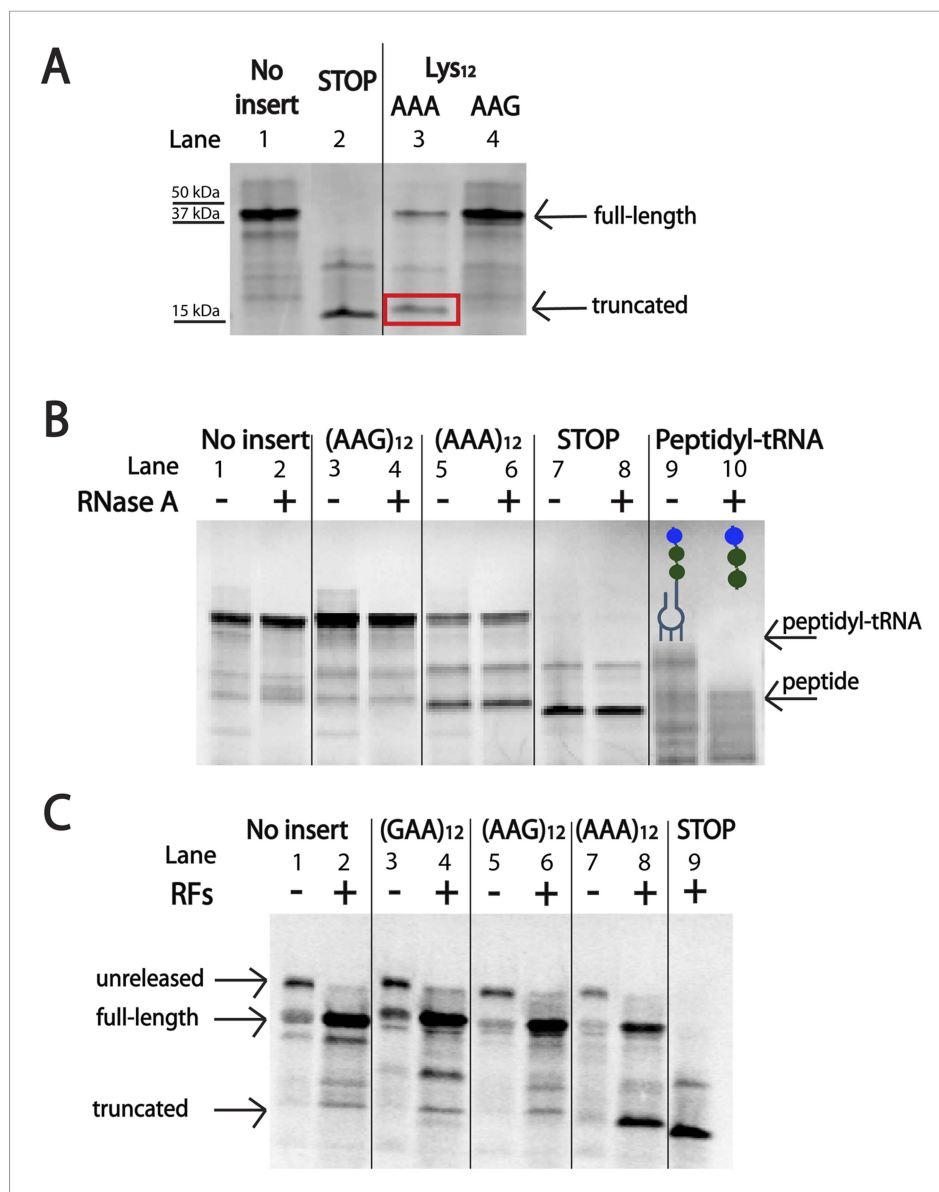 A
No insert STOP Lys₁₂
AAA AAG
Lane 1 2 3 4
50 kDa
37 kDa
full-length
15 kDa
truncated
B
No insert (AAG)₁₂ (AAA)₁₂ STOP Peptidyl-tRNA
Lane 1 2 3 4 5 6 7 8 9 10
RNase A - + - + - + - + - +
peptidyl-tRNA
peptide
C
No insert (GAA)₁₂ (AAG)₁₂ (AAA)₁₂ STOP
Lane 1 2 3 4 5 6 7 8 9
RFs - + - + - + - + +
unreleased
full-length
truncated